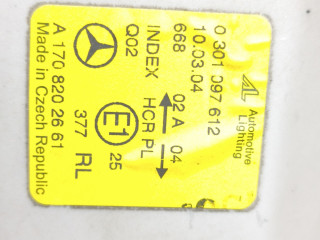 AL Automotive
Lighting
0 301 097 612
10.03.04
668 02 A 04
INDEX HCR PL
Q02 E1 25
377 RL
A 170 820 26 61
Made in Czech Republic